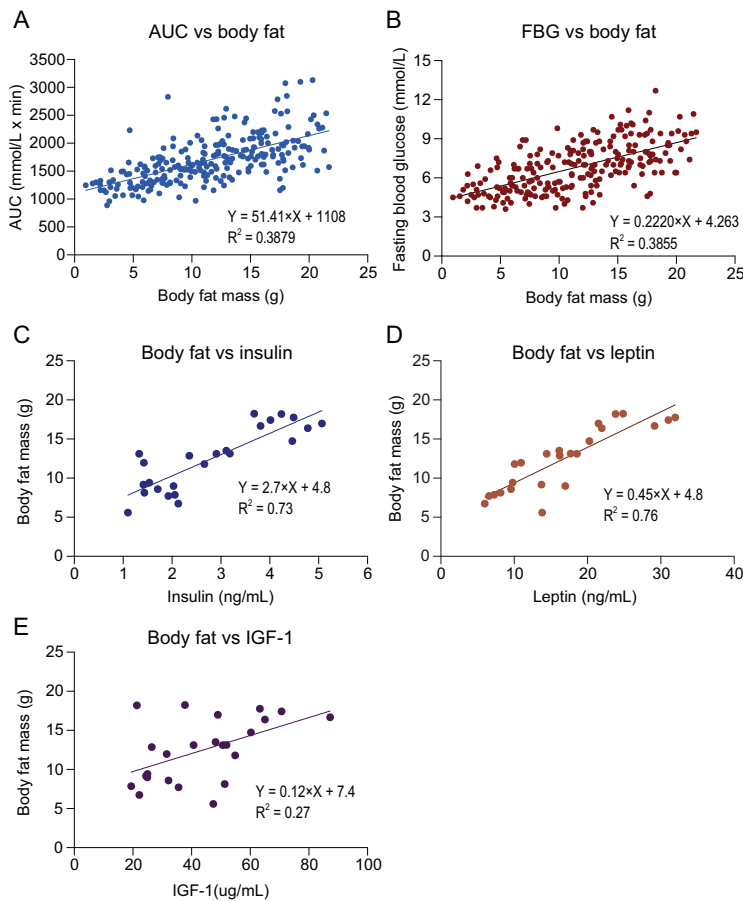 A
AUC vs body fat
3500
3000
2500
2000
1500
1000
500
0
AUC (mmol/L x min)
Y = 51.41×X + 1108
R² = 0.3879
0 5 10 15 20 25
Body fat mass (g)
B
FBG vs body fat
15
12
9
6
3
0
Fasting blood glucose (mmol/L)
Y = 0.2220×X + 4.263
R² = 0.3855
0 5 10 15 20 25
Body fat mass (g)
C
Body fat vs insulin
25
20
15
10
5
0
Body fat mass (g)
Y = 2.7×X + 4.8
R² = 0.73
0 1 2 3 4 5 6
Insulin (ng/mL)
D
Body fat vs leptin
25
20
15
10
5
0
Body fat mass (g)
Y = 0.45×X + 4.8
R² = 0.76
0 10 20 30 40
Leptin (ng/mL)
E
Body fat vs IGF-1
25
20
15
10
5
0
Body fat mass (g)
Y = 0.12×X + 7.4
R² = 0.27
0 20 40 60 80 100
IGF-1(ug/mL)